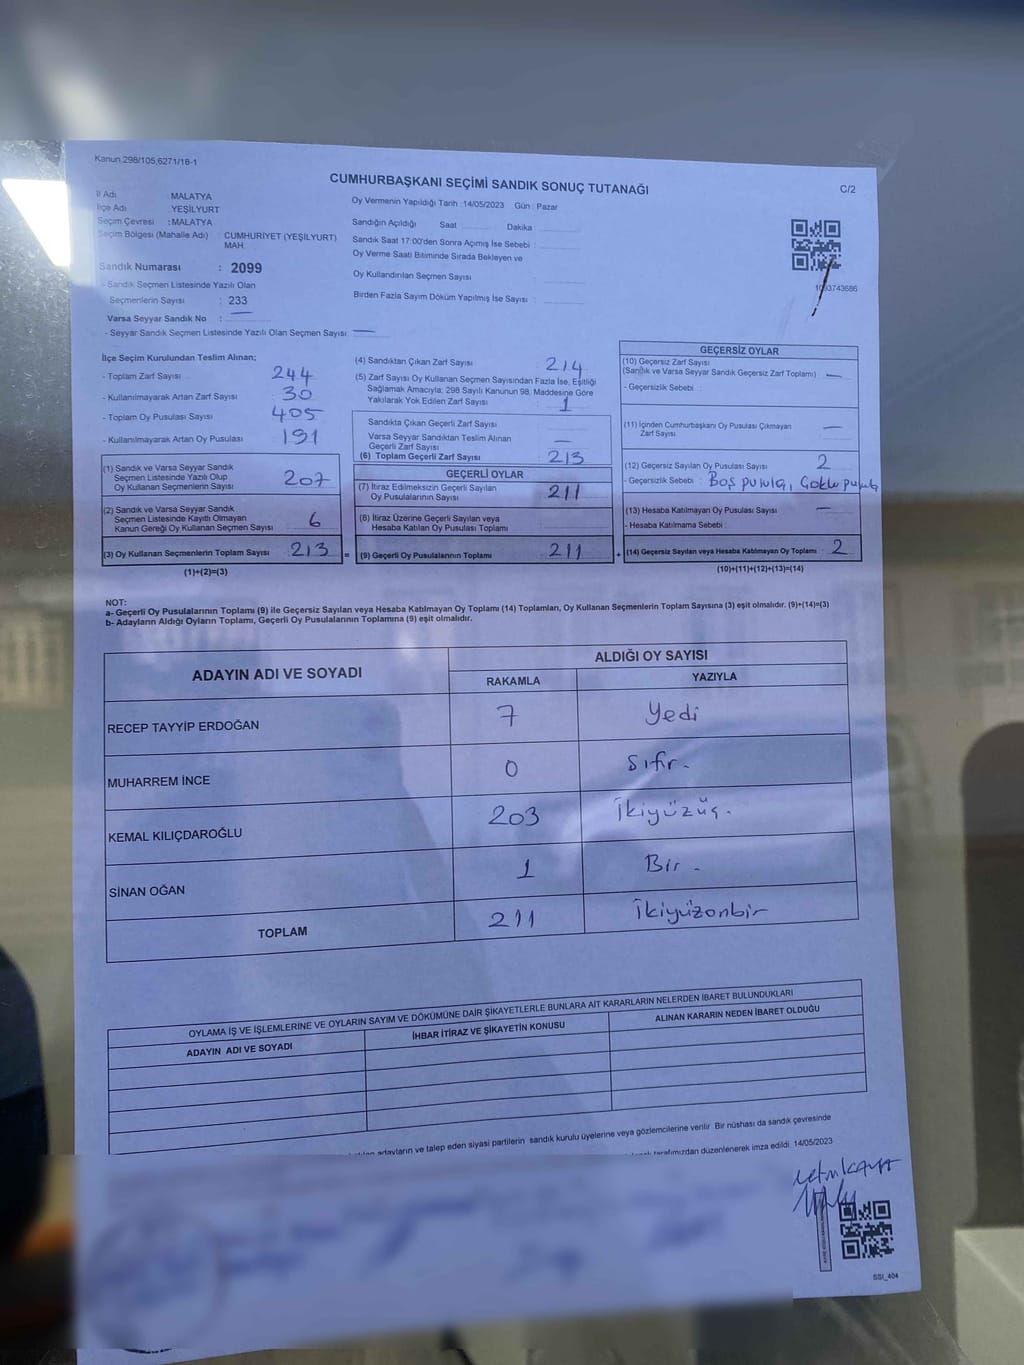 Kanun.298/105,6271/18-1
CUMHURBAŞKANI SEÇİMİ SANDIK SONUÇ TUTANAĞI
C/2
İl Adı : MALATYA
İlçe Adı : YEŞİLYURT
Seçim Çevresi : MALATYA
Seçim Bölgesi (Mahalle Adı) : CUMHURİYET (YEŞİLYURT)
MAH.
Sandık Numarası : 2099
- Sandık Seçmen Listesinde Yazılı Olan
Seçmenlerin Sayısı : 233
Varsa Seyyar Sandık No : —
- Seyyar Sandık Seçmen Listesinde Yazılı Olan Seçmen Sayısı: —
Oy Vermenin Yapıldığı Tarih : 14/05/2023 Gün : Pazar
Sandığın Açıldığı Saat Dakika :
Sandık Saat 17:00'den Sonra Açımış İse Sebebi :
Oy Verme Saati Bitiminde Sırada Bekleyen ve
Oy Kullandırılan Seçmen Sayısı
Birden Fazla Sayım Döküm Yapılmış İse Sayısı :
İlçe Seçim Kurulundan Teslim Alınan;
- Toplam Zarf Sayısı 244
- Kullanılmayarak Artan Zarf Sayısı 30
- Toplam Oy Pusulası Sayısı 405
- Kullanılmayarak Artan Oy Pusulası 191
(1) Sandık ve Varsa Seyyar Sandık
Seçmen Listesinde Yazılı Olup
Oy Kullanan Seçmenlerin Sayısı 207
(2) Sandık ve Varsa Seyyar Sandık
Seçmen Listesinde Kayıtlı Olmayan
Kanun Gereği Oy Kullanan Seçmen Sayısı 6
(3) Oy Kullanan Seçmenlerin Toplam Sayısı 213 =
(1)+(2)=(3)
(4) Sandıktan Çıkan Zarf Sayısı 214
(5) Zarf Sayısı Oy Kullanan Seçmen Sayısından Fazla İse, Eşitliği
Sağlamak Amacıyla; 298 Sayılı Kanunun 98. Maddesine Göre
Yakılarak Yok Edilen Zarf Sayısı 1
Sandıkta Çıkan Geçerli Zarf Sayısı
Varsa Seyyar Sandıktan Teslim Alınan
Geçerli Zarf Sayısı —
(6) Toplam Geçerli Zarf Sayısı 213
GEÇERLİ OYLAR
(7) İtiraz Edilmeksizin Geçerli Sayılan
Oy Pusulalarının Sayısı 211
(8) İtiraz Üzerine Geçerli Sayılan veya
Hesaba Katılan Oy Pusulası Toplamı
(9) Geçerli Oy Pusulalarının Toplamı 211 +
GEÇERSİZ OYLAR
(10) Geçersiz Zarf Sayısı
(Sandık ve Varsa Seyyar Sandık Geçersiz Zarf Toplamı) —
- Geçersizlik Sebebi :
(11) İçinden Cumhurbaşkanı Oy Pusulası Çıkmayan
Zarf Sayısı —
(12) Geçersiz Sayılan Oy Pusulası Sayısı 2
- Geçersizlik Sebebi : Boş pusula,
(13) Hesaba Katılmayan Oy Pusulası Sayısı —
- Hesaba Katılmama Sebebi
(14) Geçersiz Sayılan veya Hesaba Katılmayan Oy Toplamı 2
(10)+(11)+(12)+(13)=(14)
NOT:
a- Geçerli Oy Pusulalarının Toplamı (9) ile Geçersiz Sayılan veya Hesaba Katılmayan Oy Toplamı (14) Toplamları, Oy Kullanan Seçmenlerin Toplam Sayısına (3) eşit olmalıdır. (9)+(14)=(3)
b- Adayların Aldığı Oyların Toplamı, Geçerli Oy Pusulalarının Toplamına (9) eşit olmalıdır.
ADAYIN ADI VE SOYADI
ALDIĞI OY SAYISI
RAKAMLA YAZIYLA
RECEP TAYYİP ERDOĞAN 7 Yedi
MUHARREM İNCE 0 Sıfır.
KEMAL KILIÇDAROĞLU 203 İkiyüzüç.
SİNAN OĞAN 1 Bir.
TOPLAM 211 İkiyüzonbir
OYLAMA İŞ VE İŞLEMLERİNE VE OYLARIN SAYIM VE DÖKÜMÜNE DAİR ŞİKAYETLERLE BUNLARA AİT KARARLARIN NELERDEN İBARET BULUNDUKLARI
ADAYIN ADI VE SOYADI İHBAR İTİRAZ VE ŞİKAYETİN KONUSU ALINAN KARARIN NEDEN İBARET OLDUĞU
adayların ve talep eden siyasi partilerin sandık kurulu üyelerine veya gözlemcilerine verilir. Bir nüshası da sandık çevresinde
tarafımızdan düzenlenerek imza edildi. 14/05/2023
SSI_404